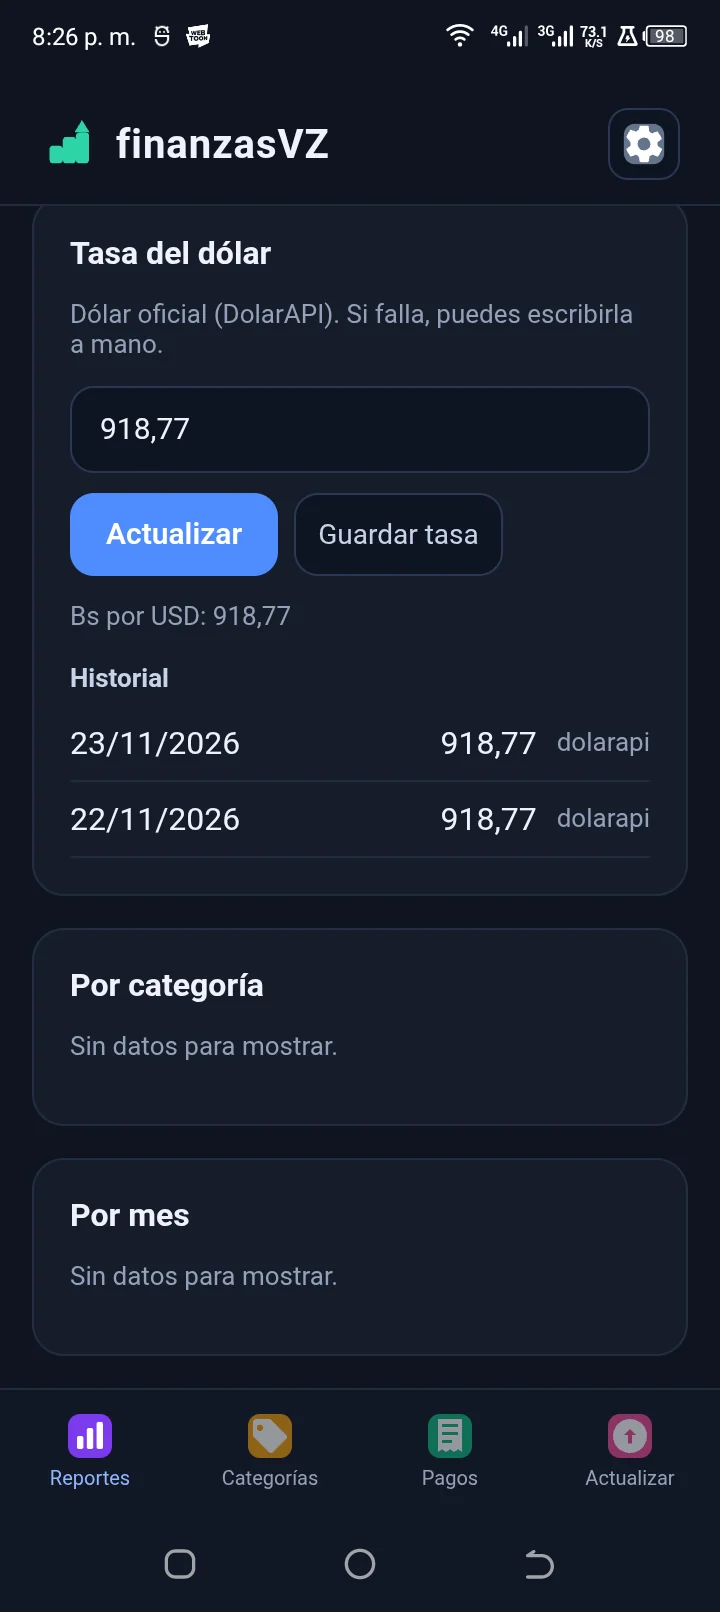 8:26 p. m.
WEB
TOON
4G
3G
73.1
K/S
98
finanzasVZ
Tasa del dólar
Dólar oficial (DolarAPI). Si falla, puedes escribirla
a mano.
918,77
Actualizar
Guardar tasa
Bs por USD: 918,77
Historial
23/11/2026 918,77 dolarapi
22/11/2026 918,77 dolarapi
Por categoría
Sin datos para mostrar.
Por mes
Sin datos para mostrar.
Reportes
Categorías
Pagos
Actualizar